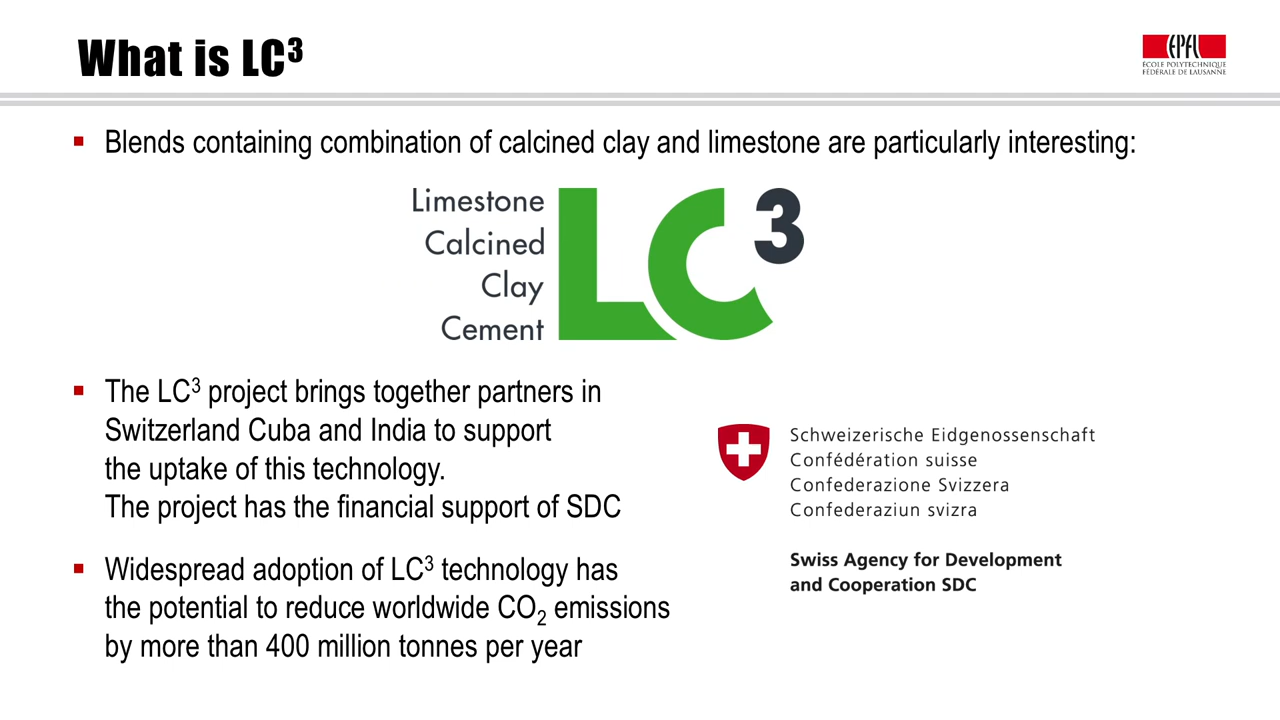 What is LC³
EPFL
ÉCOLE POLYTECHNIQUE
FÉDÉRALE DE LAUSANNE
Blends containing combination of calcined clay and limestone are particularly interesting:
Limestone
Calcined
Clay
Cement
LC³
The LC³ project brings together partners in
Switzerland Cuba and India to support
the uptake of this technology.
The project has the financial support of SDC
Schweizerische Eidgenossenschaft
Confédération suisse
Confederazione Svizzera
Confederaziun svizra
Swiss Agency for Development
and Cooperation SDC
Widespread adoption of LC³ technology has
the potential to reduce worldwide CO₂ emissions
by more than 400 million tonnes per year